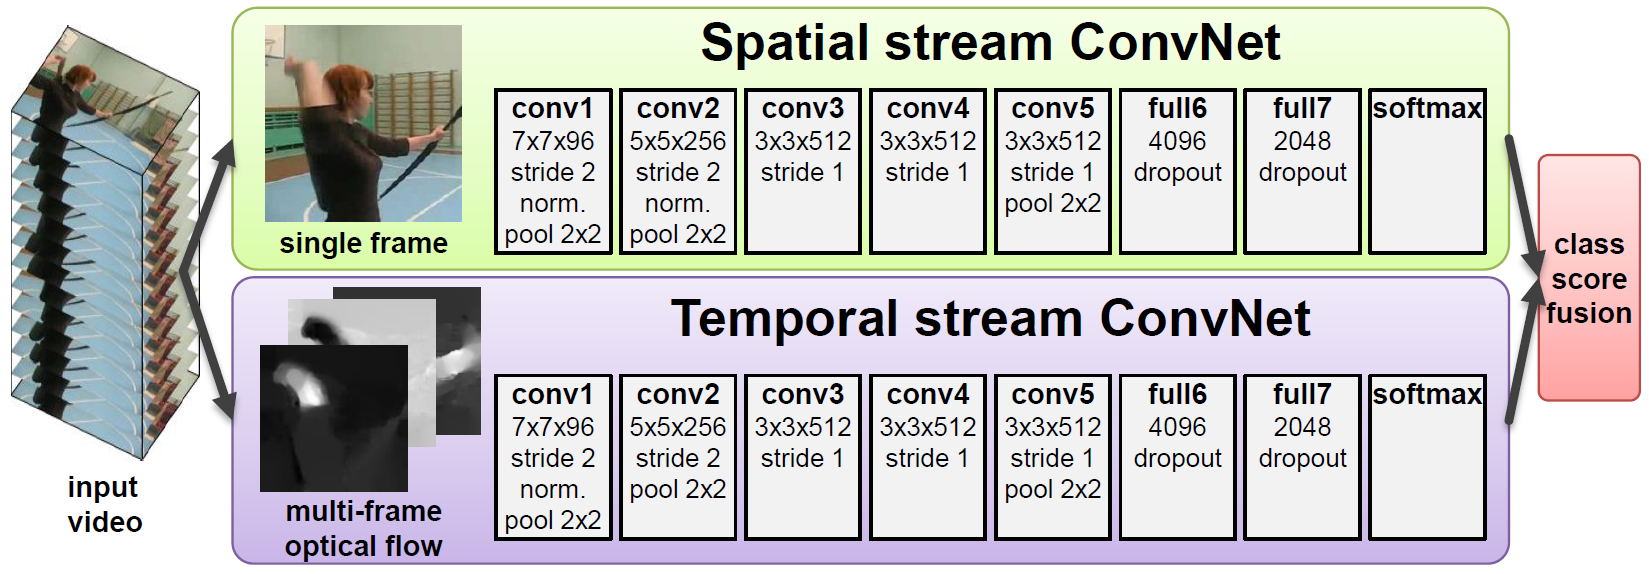 Spatial stream ConvNet
single frame
conv1
7x7x96
stride 2
norm.
pool 2x2
conv2
5x5x256
stride 2
norm.
pool 2x2
conv3
3x3x512
stride 1
conv4
3x3x512
stride 1
conv5
3x3x512
stride 1
pool 2x2
full6
4096
dropout
full7
2048
dropout
softmax
input
video
Temporal stream ConvNet
multi-frame
optical flow
conv1
7x7x96
stride 2
norm.
pool 2x2
conv2
5x5x256
stride 2
pool 2x2
conv3
3x3x512
stride 1
conv4
3x3x512
stride 1
conv5
3x3x512
stride 1
pool 2x2
full6
4096
dropout
full7
2048
dropout
softmax
class
score
fusion